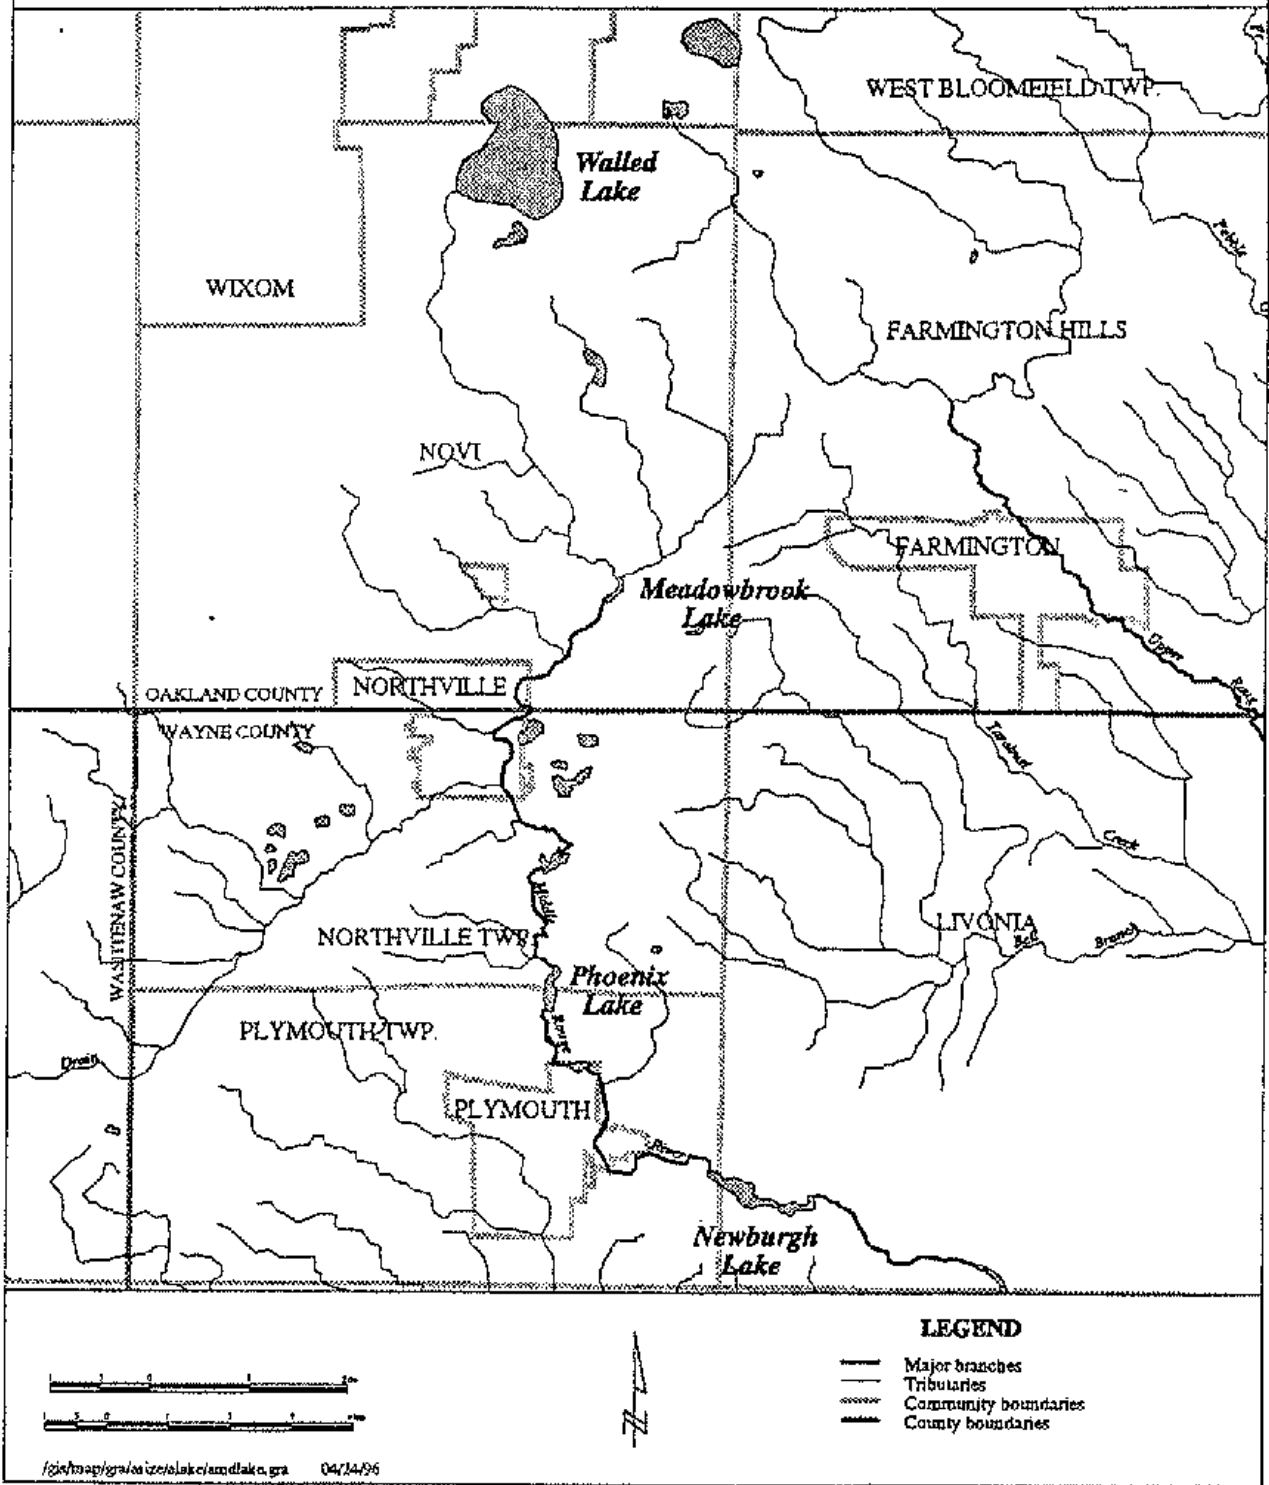 WEST BLOOMFIELD TWP.
Walled
Lake
Pebble
WIXOM
FARMINGTON HILLS
NOVI
FARMINGTON
Meadowbrook
Lake
Upper
OAKLAND COUNTY
NORTHVILLE
WAYNE COUNTY
WASHTENAW COUNTY
Creek
Middle
LIVONIA
NORTHVILLE TWP.
Bell
Branch
Phoenix
Lake
Rouge
PLYMOUTH TWP.
Drain
PLYMOUTH
Newburgh
Lake
LEGEND
Major branches
Tributaries
Community boundaries
County boundaries
04/24/96